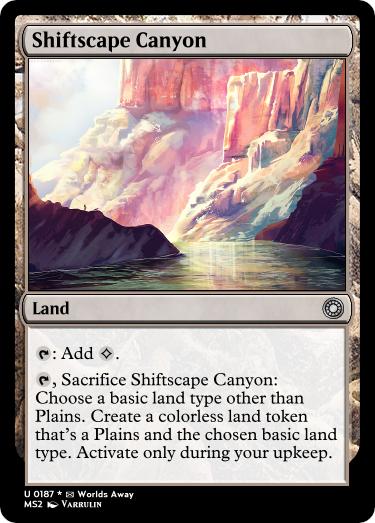 Shiftscape Canyon
Land
: Add .
, Sacrifice Shiftscape Canyon:
Choose a basic land type other than
Plains. Create a colorless land token
that's a Plains and the chosen basic land
type. Activate only during your upkeep.
U 0187 * Worlds Away
MS2 Varrulin